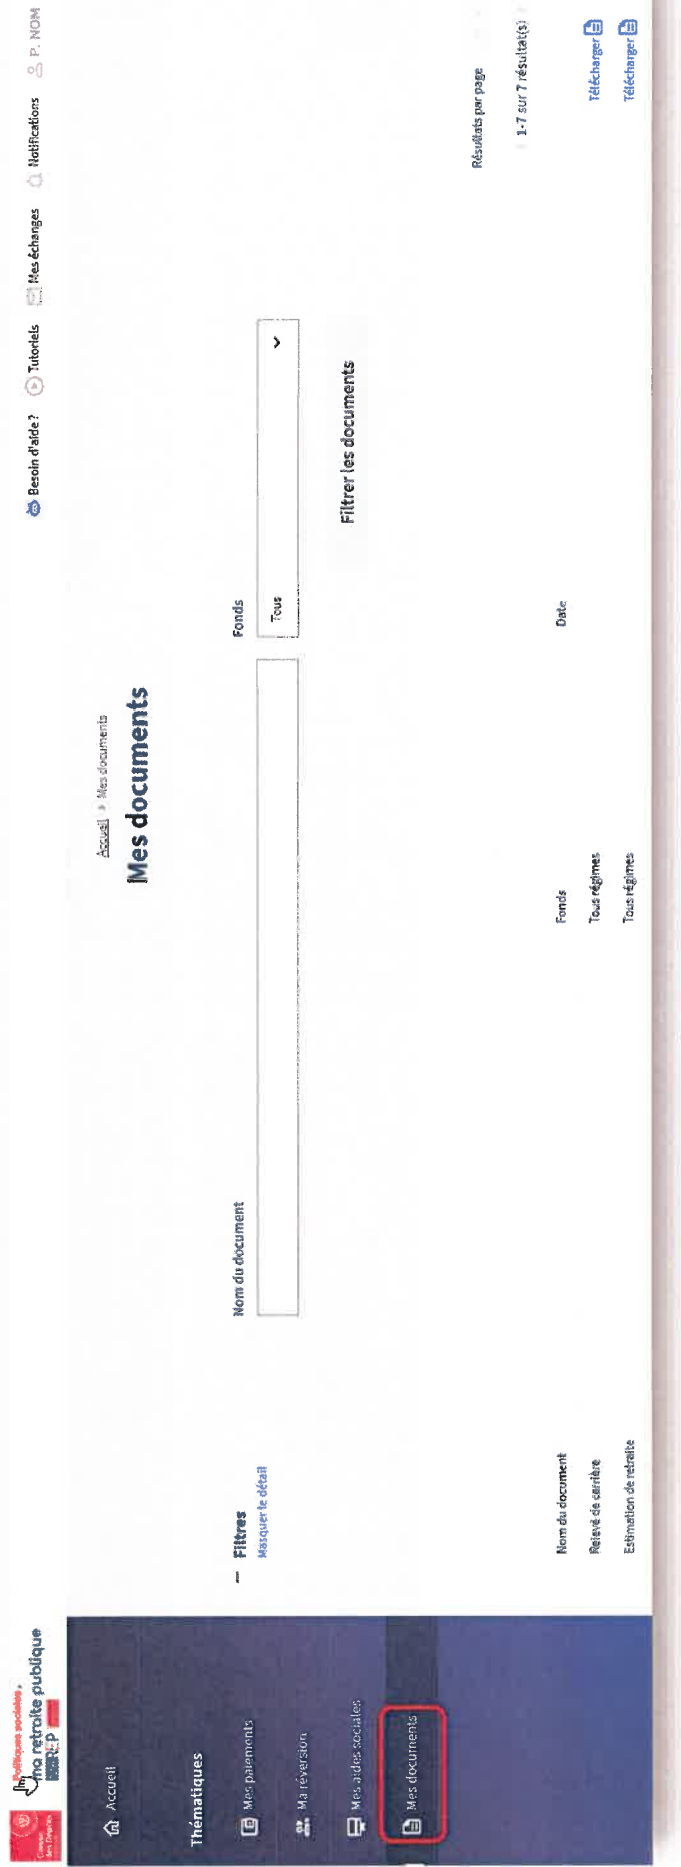 Caisse des Dépôts
Politiques sociales
ma retraite publique
Besoin d'aide ?
Tutoriels
Mes échanges
Notifications
P. NOM
Accueil
Thématiques
Mes paiements
Ma réversion
Mes aides sociales
Mes documents
Accueil > Mes documents
Mes documents
— Filtres
Masquer le détail
Nom du document
Fonds
Tous
Filtrer les documents
Résultats par page
1-7 sur 7 résultat(s)
Nom du document Fonds Date
Relevé de carrière Tous régimes Télécharger
Estimation de retraite Tous régimes Télécharger